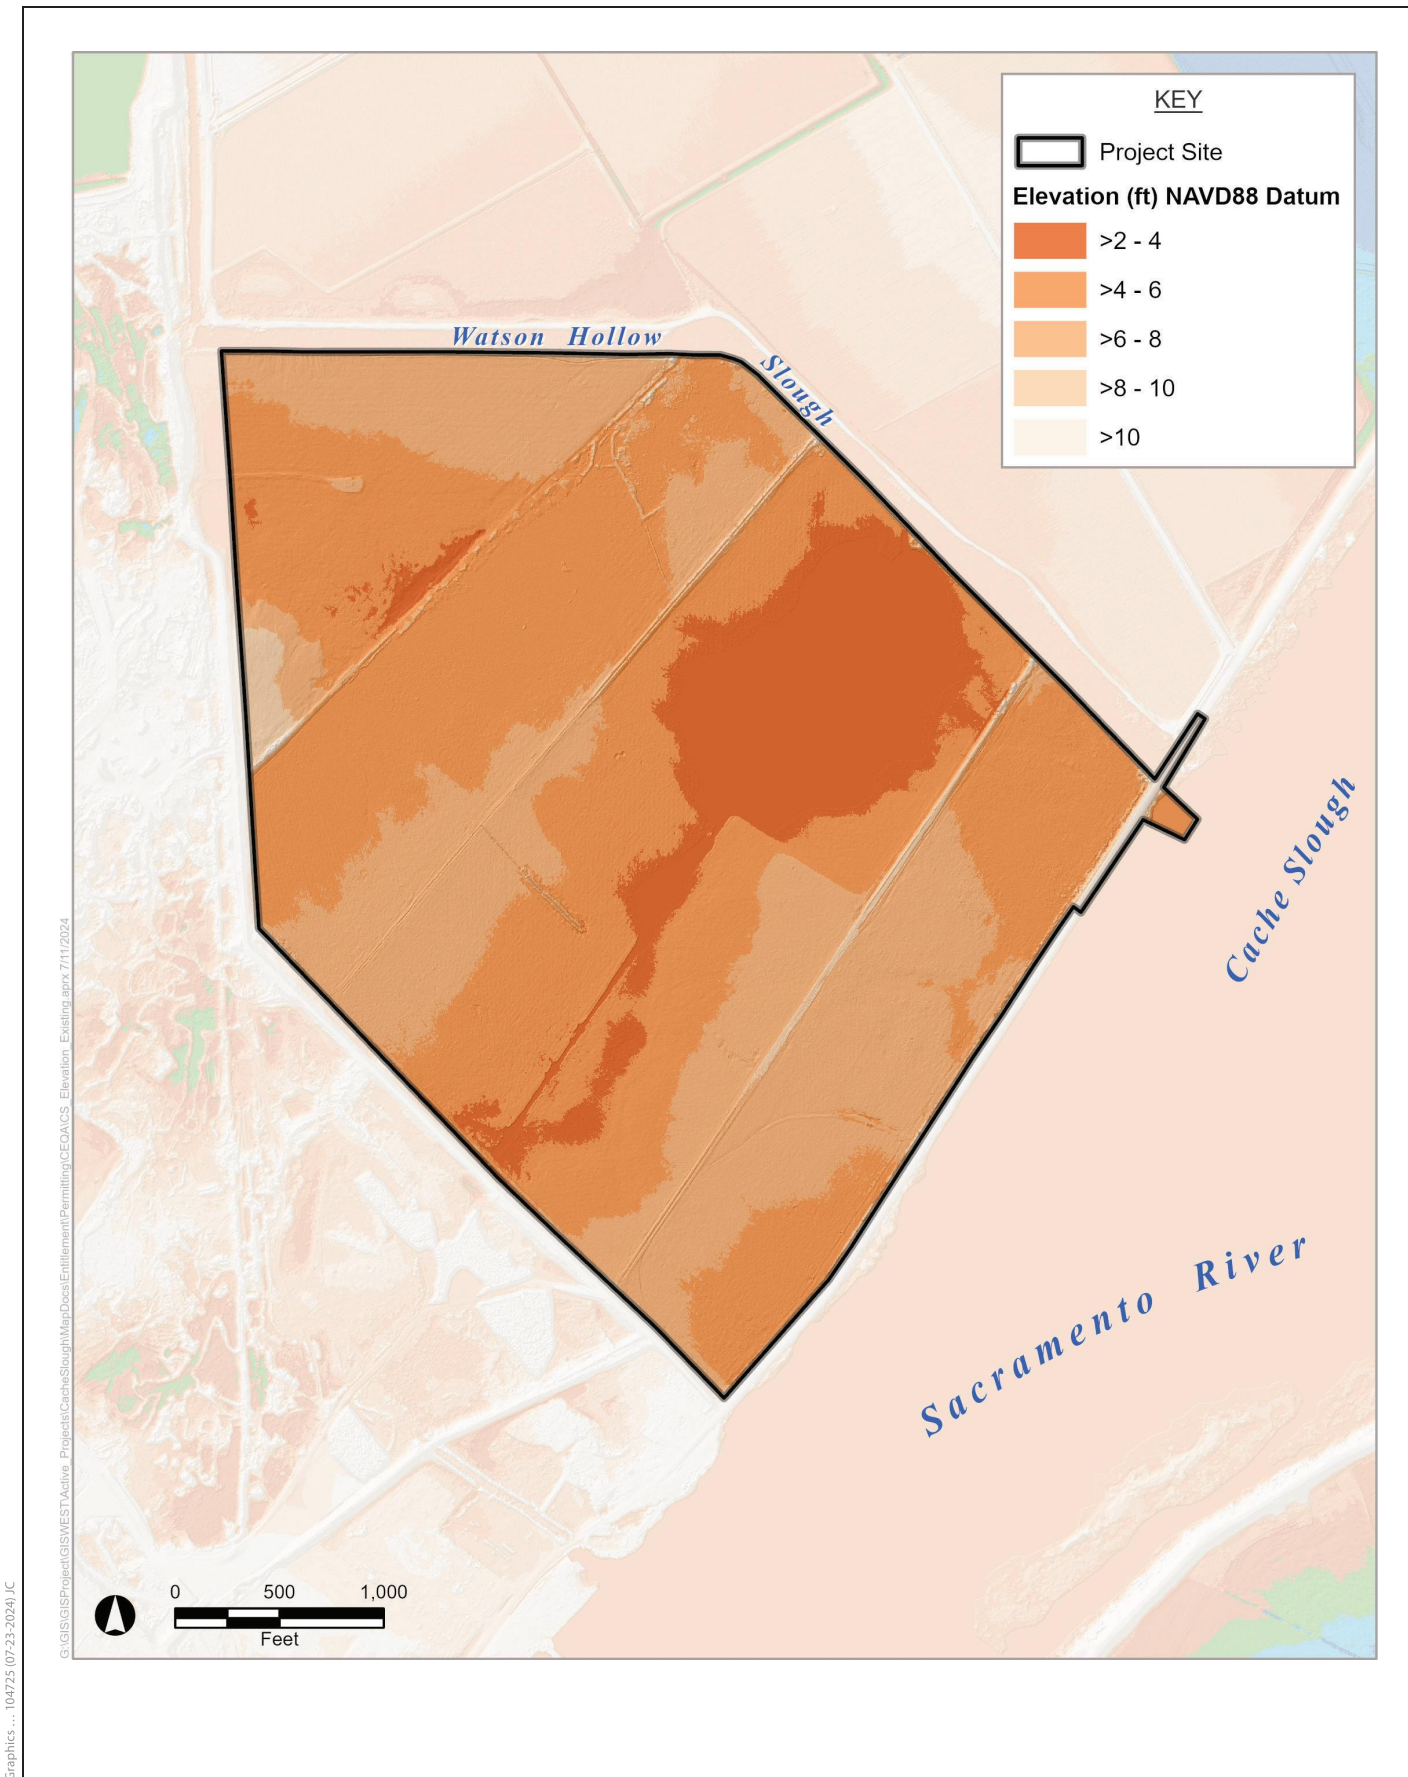 KEY
Project Site
Elevation (ft) NAVD88 Datum
>2 - 4
>4 - 6
>6 - 8
>8 - 10
>10
Watson Hollow
Slough
Cache Slough
Sacramento River
0 500 1,000
Feet
G:\GIS\GISProject\GISWEST\Active_Projects\CacheSlough\MapDocs\Entitlement\Permitting\CEQA\CS_Elevation_Existing.aprx 7/11/2024
Graphics ... 104725 (07-23-2024) JC